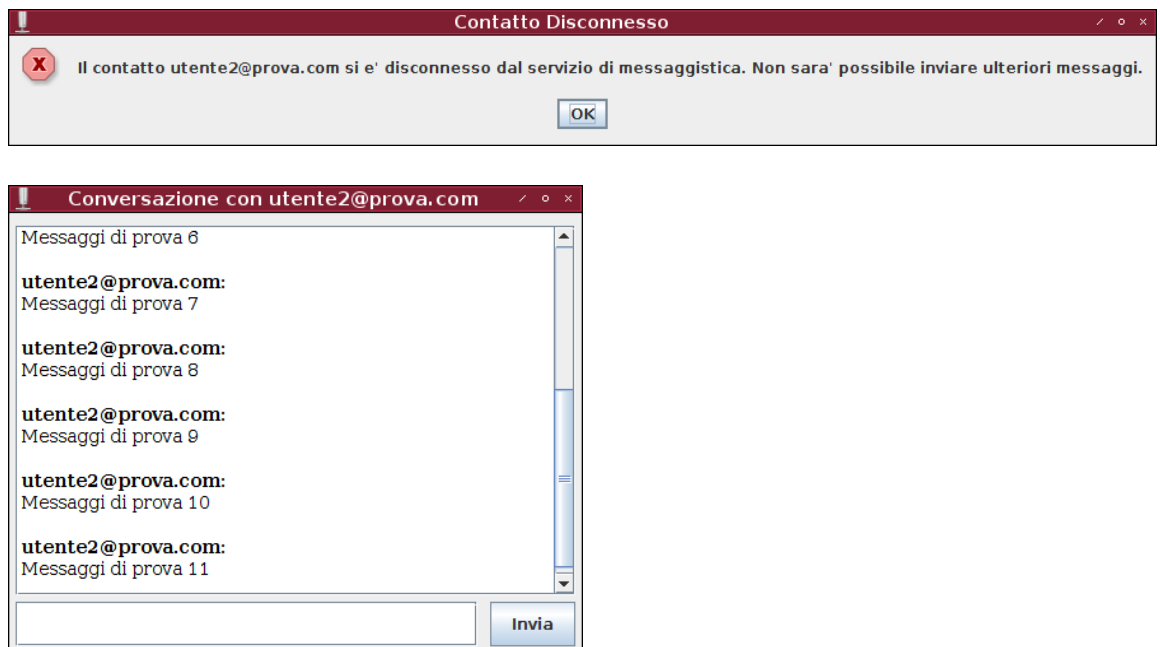 Contatto Disconnesso
X Il contatto utente2@prova.com si e' disconnesso dal servizio di messaggistica. Non sara' possibile inviare ulteriori messaggi.
OK
Conversazione con utente2@prova.com
Messaggi di prova 6
utente2@prova.com:
Messaggi di prova 7
utente2@prova.com:
Messaggi di prova 8
utente2@prova.com:
Messaggi di prova 9
utente2@prova.com:
Messaggi di prova 10
utente2@prova.com:
Messaggi di prova 11
Invia